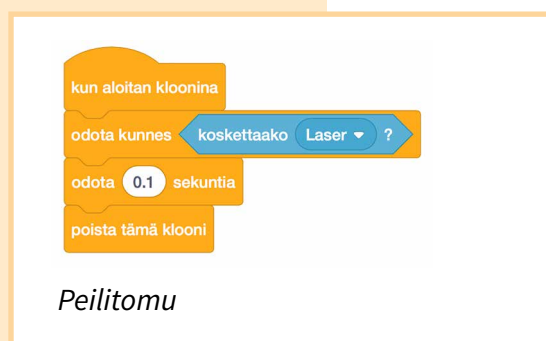 kun aloitan kloonina
odota kunnes koskettaako Laser ?
odota 0.1 sekuntia
poista tämä klooni
Peilitomu